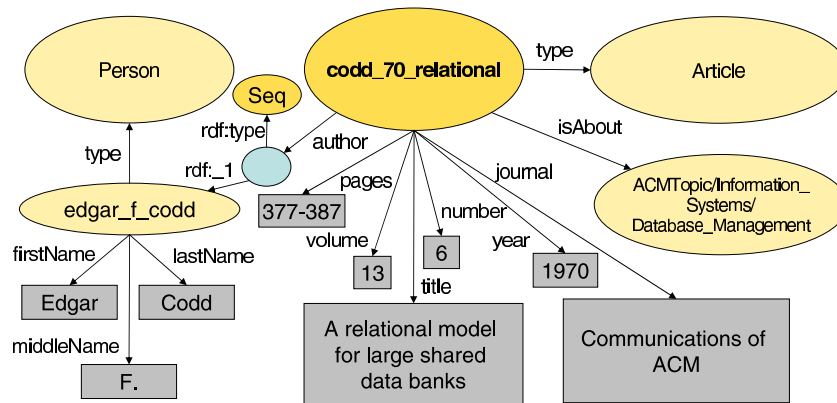 Person
codd_70_relational
type
Article
Seq
rdf:type
author
isAbout
type
rdf:_1
pages
journal
edgar_f_codd
377-387
number
ACMTopic/Information_
Systems/
Database_Management
firstName
lastName
volume
year
13
6
1970
Edgar
Codd
title
A relational model
for large shared
data banks
Communications of
ACM
middleName
F.